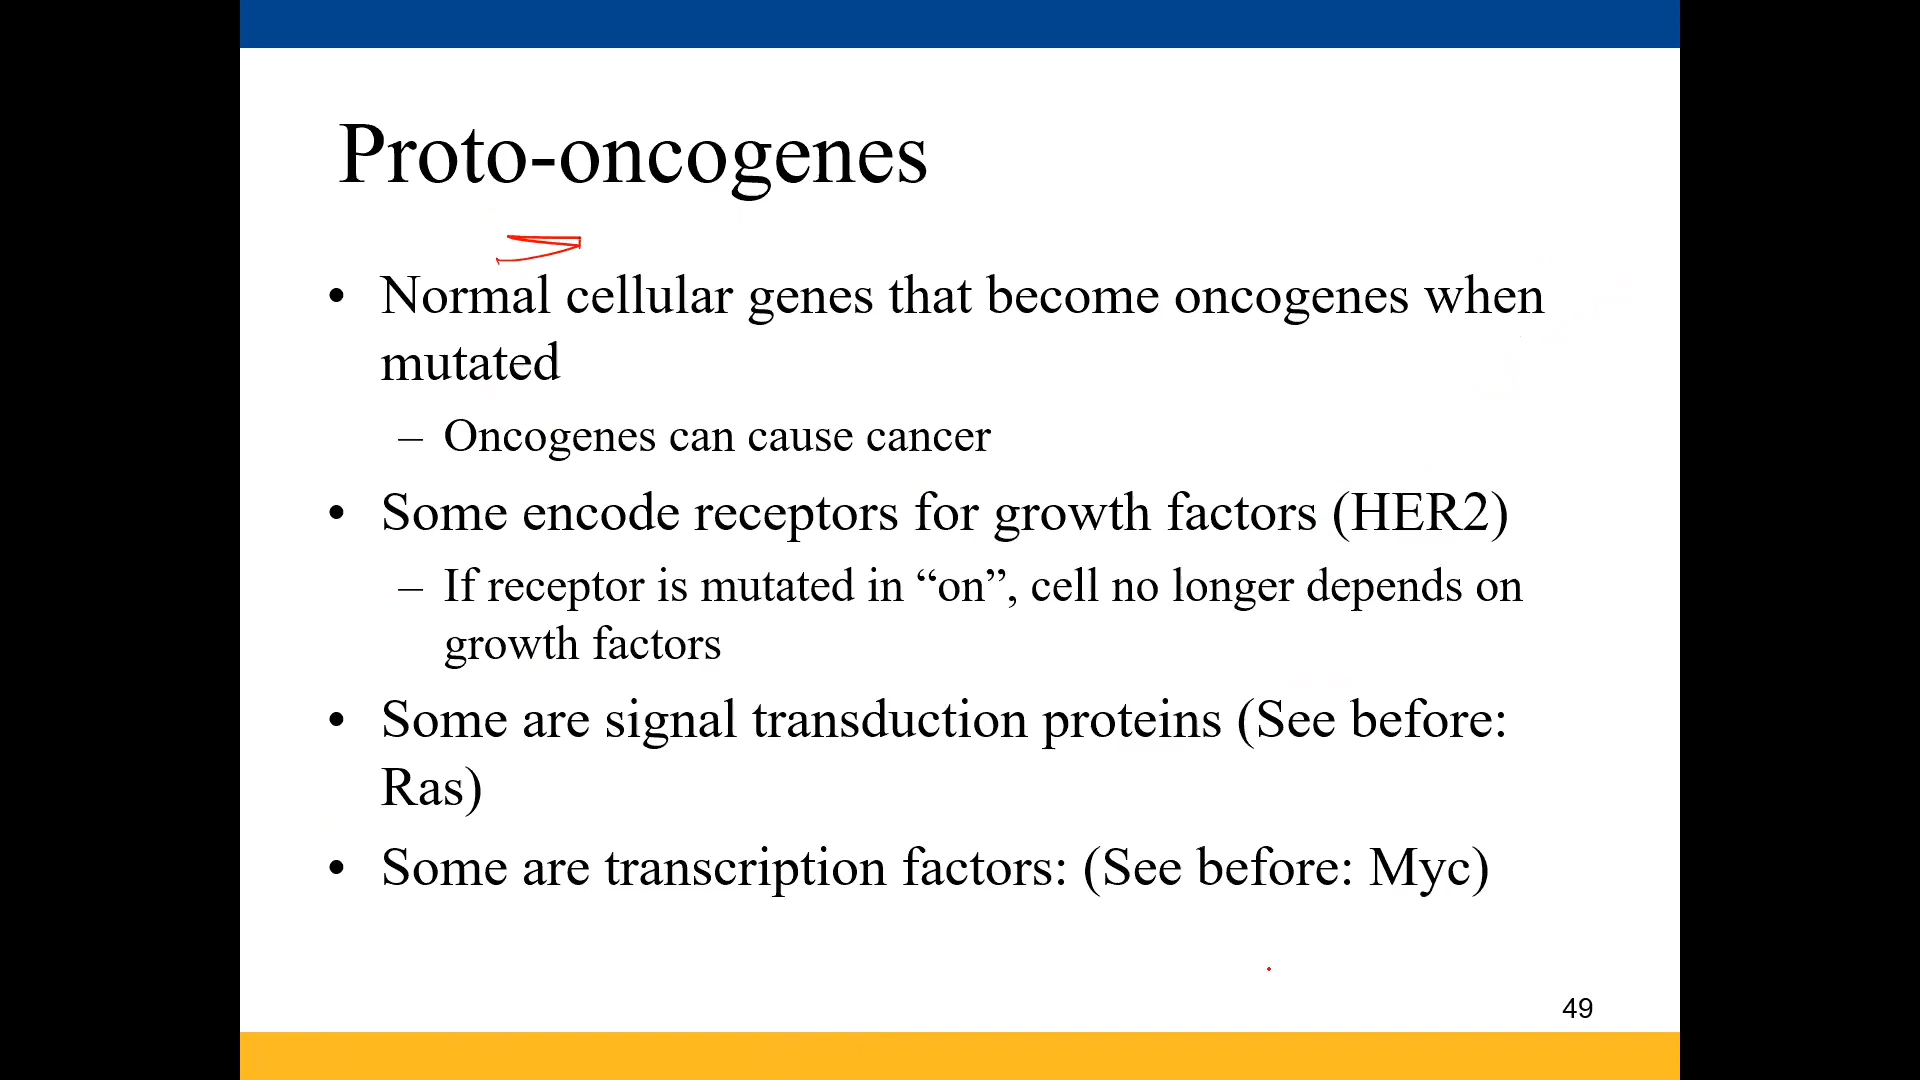 Proto-oncogenes
• Normal cellular genes that become oncogenes when
mutated
– Oncogenes can cause cancer
• Some encode receptors for growth factors (HER2)
– If receptor is mutated in “on”, cell no longer depends on
growth factors
• Some are signal transduction proteins (See before:
Ras)
• Some are transcription factors: (See before: Myc)
49